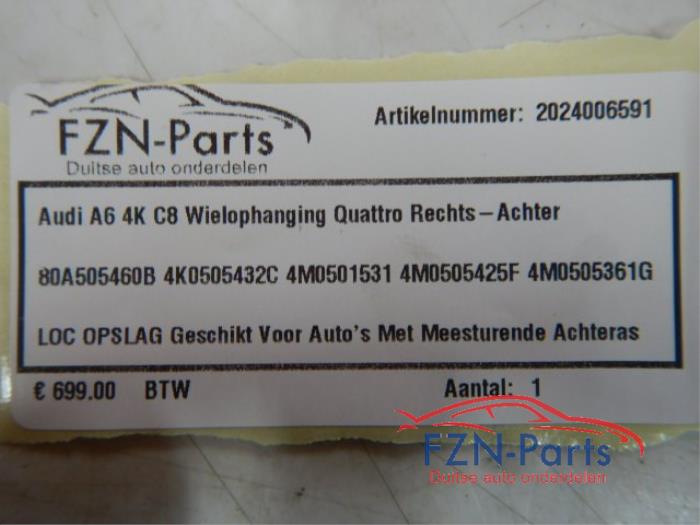 FZN-Parts
Duitse auto onderdelen
Artikelnummer: 2024006591
Audi A6 4K C8 Wielophanging Quattro Rechts-Achter
80A505460B 4K0505432C 4M0501531 4M0505425F 4M0505361G
LOC OPSLAG Geschikt Voor Auto's Met Meesturende Achteras
€ 699.00 BTW Aantal: 1
FZN-Parts
Duitse auto onderdelen